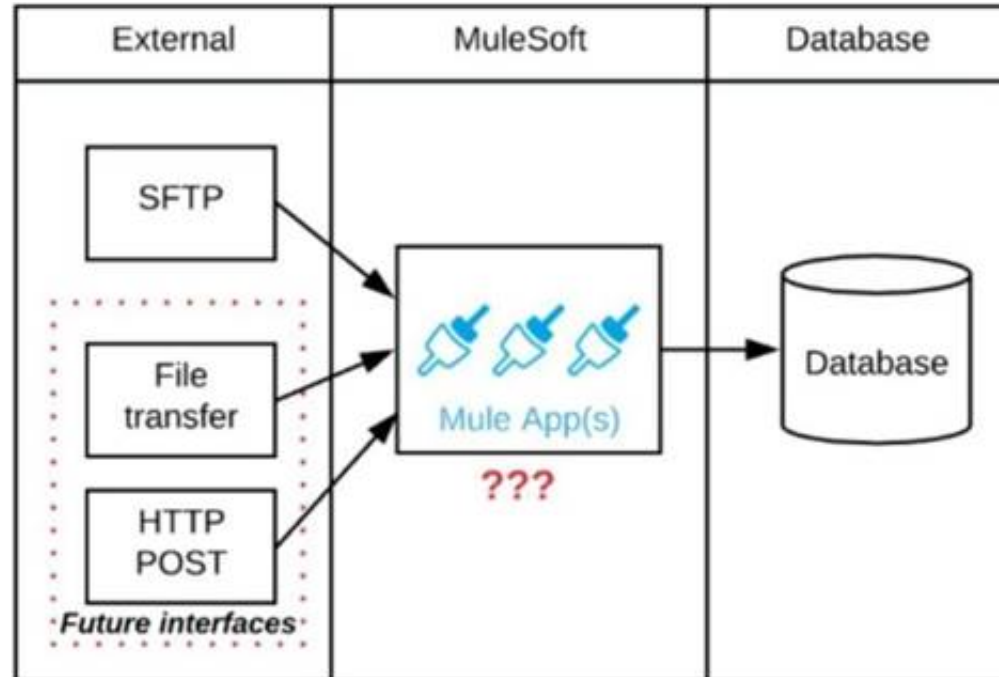 External
MuleSoft
Database
SFTP
File
transfer
HTTP
POST
Future interfaces
Mule App(s)
???
Database